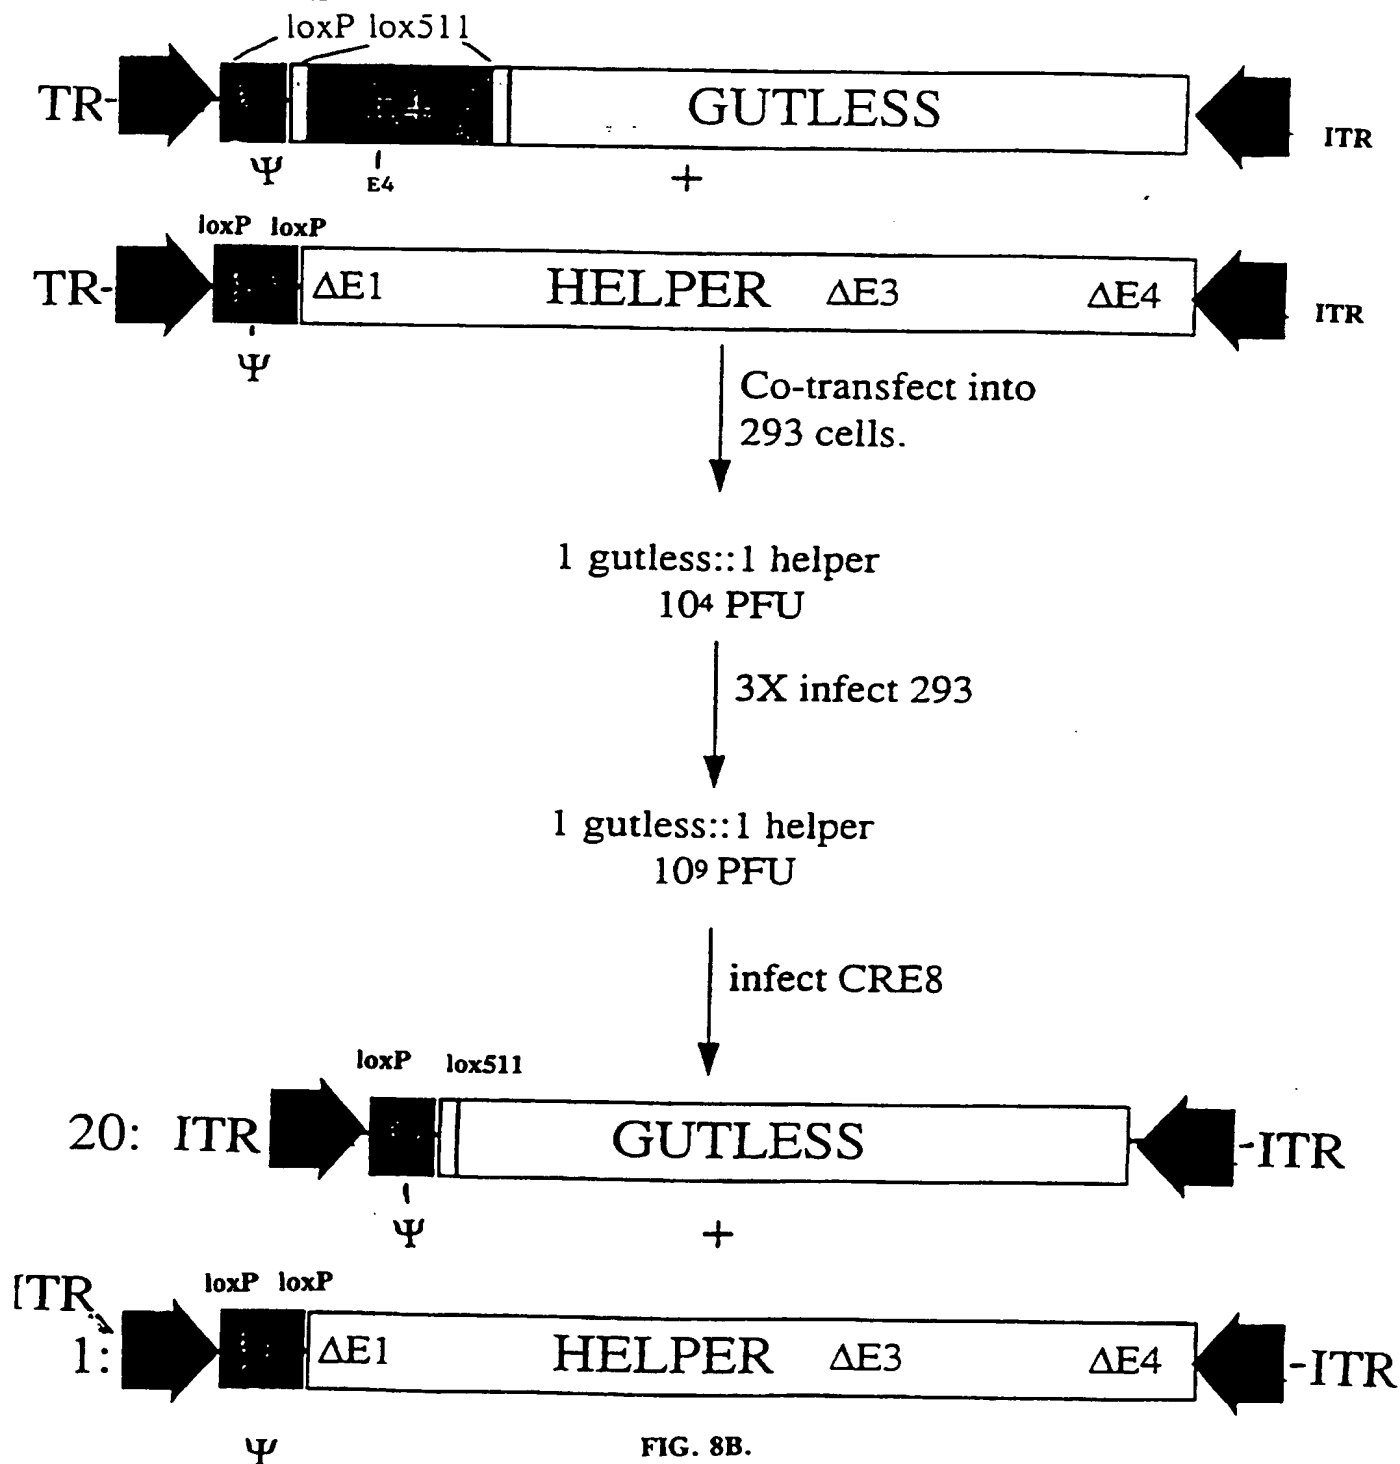 loxP lox511
TR- GUTLESS ITR
Ψ E4 +
loxP loxP
TR- ΔE1 HELPER ΔE3 ΔE4 ITR
Ψ
Co-transfect into
293 cells.
1 gutless::1 helper
10⁴ PFU
3X infect 293
1 gutless::1 helper
10⁹ PFU
infect CRE8
loxP lox511
20: ITR GUTLESS -ITR
Ψ +
loxP loxP
ITR
1: ΔE1 HELPER ΔE3 ΔE4 -ITR
Ψ
FIG. 8B.